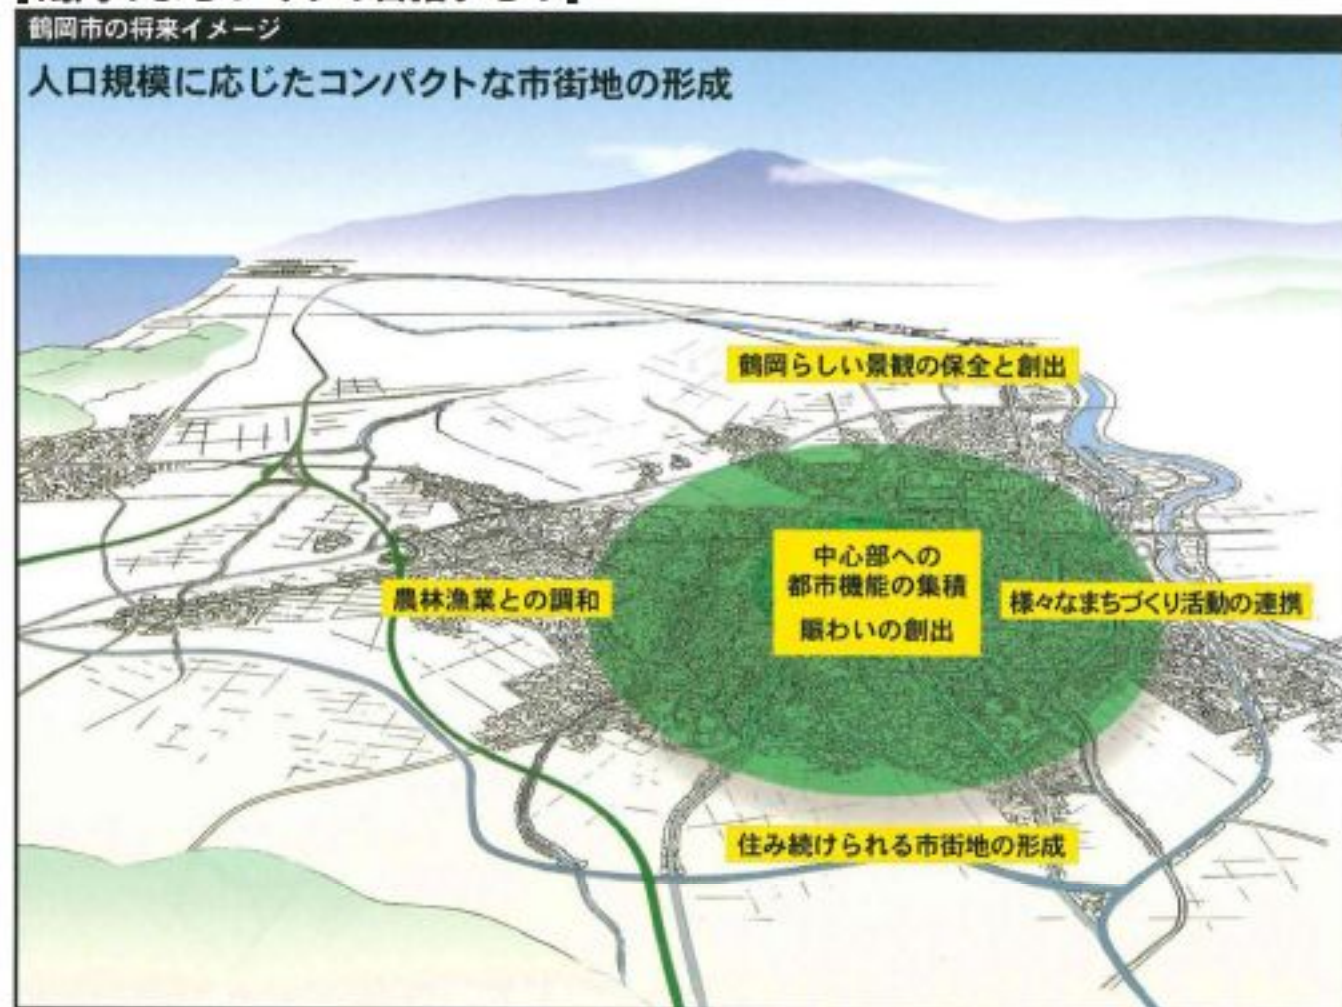 鶴岡市の将来イメージ
人口規模に応じたコンパクトな市街地の形成
鶴岡らしい景観の保全と創出
中心部への
都市機能の集積
賑わいの創出
農林漁業との調和
様々なまちづくり活動の連携
住み続けられる市街地の形成